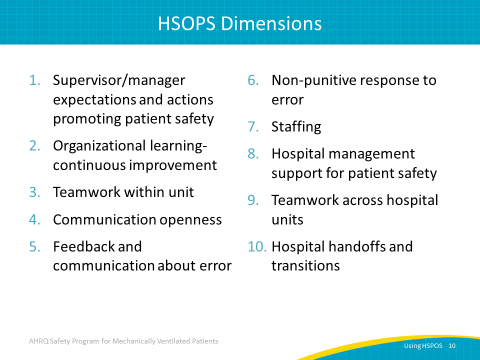 HSOPS Dimensions
1. Supervisor/manager
expectations and actions
promoting patient safety
2. Organizational learning-
continuous improvement
3. Teamwork within unit
4. Communication openness
5. Feedback and
communication about error
6. Non-punitive response to
error
7. Staffing
8. Hospital management
support for patient safety
9. Teamwork across hospital
units
10. Hospital handoffs and
transitions
AHRQ Safety Program for Mechanically Ventilated Patients
Using HSPOS 10